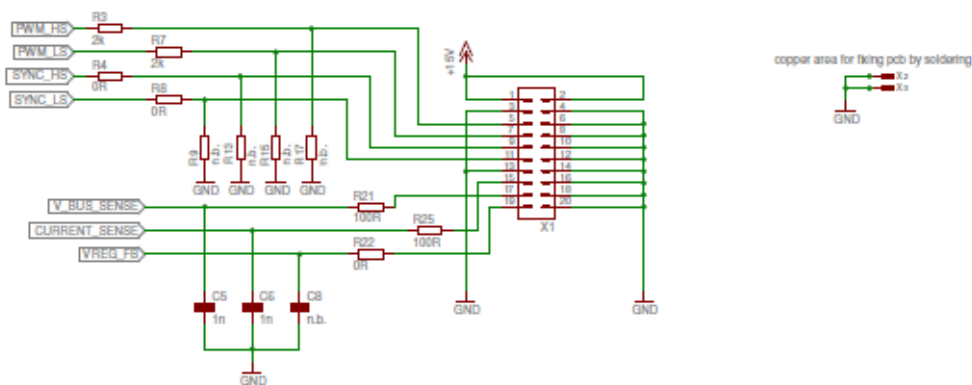 PWM_HS
R3
2k
PWM_LS
R7
2k
SYNC_HS
R4
0R
SYNC_LS
R8
0R
R9
n.b.
R13
n.b.
R15
n.b.
R17
n.b.
GND
GND
GND
GND
+15V
1
2
3
4
5
6
7
8
9
10
11
12
13
14
15
16
17
18
19
20
X1
copper area for fixing pcb by soldering
X2
X3
GND
V_BUS_SENSE
R21
100R
CURRENT_SENSE
R25
100R
VREG_FB
R22
0R
C5
1n
C6
1n
C8
n.b.
GND
GND
GND